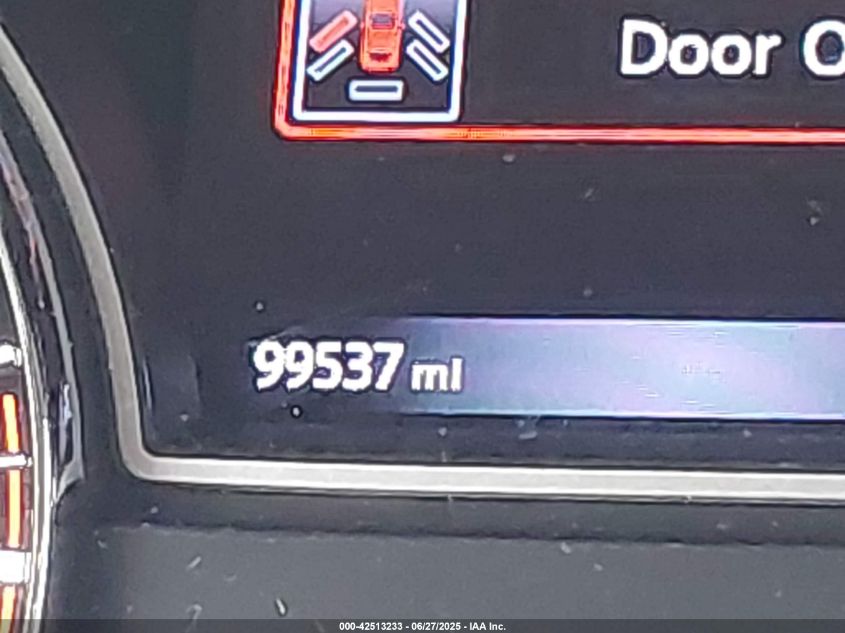 Door O
99537 mi
000-42513233 - 06/27/2025 - IAA Inc.